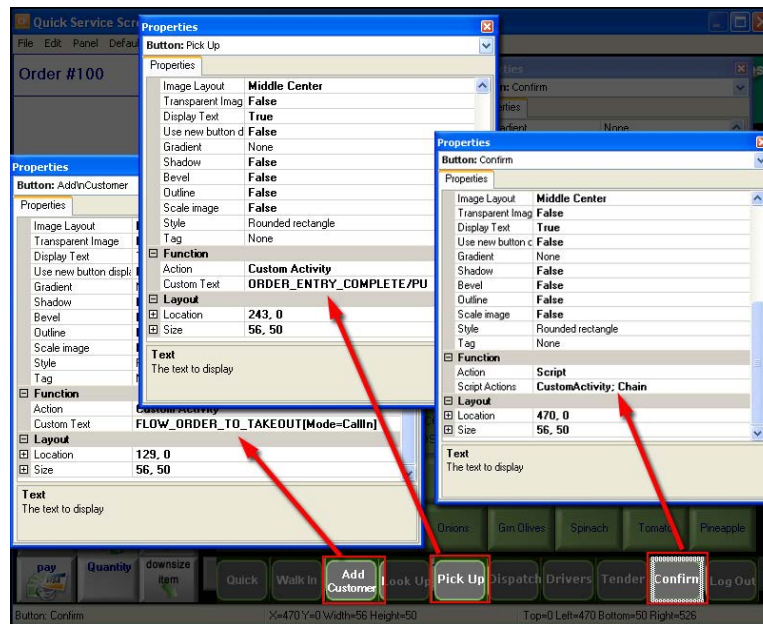 Quick Service Scre
File Edit Panel Defau
Order #100
Properties
Button: Pick Up
Properties
Image Layout Middle Center
Transparent Imag False
Display Text True
Use new button d False
Gradient None
Shadow False
Bevel False
Outline False
Scale image False
Style Rounded rectangle
Tag None
Function
Action Custom Activity
Custom Text ORDER_ENTRY_COMPLETE/PU
Layout
Location 243, 0
Size 56, 50
Text
The text to display
Properties
Button: Add\nCustomer
Properties
Image Layout
Transparent Image
Display Text
Use new button displa
Gradient
Shadow
Bevel
Outline
Scale image
Style
Tag
Function
Action Custom Activity
Custom Text FLOW_ORDER_TO_TAKEOUT[Mode=CallIn]
Layout
Location 129, 0
Size 56, 50
Text
The text to display
Properties
Button: Confirm
Properties
Image Layout Middle Center
Transparent Imag False
Display Text True
Use new button c False
Gradient None
Shadow False
Bevel False
Outline False
Scale image False
Style Rounded rectangle
Tag None
Function
Action Script
Script Actions CustomActivity; Chain
Layout
Location 470, 0
Size 56, 50
Text
The text to display
Onions Grn Olives Spinach Tomato Pineapple
pay Quantity downsize item Quick Walk In Add Customer Look Up Pick Up Dispatch Drivers Tender Confirm Log Out
Button: Confirm X=470 Y=0 Width=56 Height=50 Top=0 Left=470 Bottom=50 Right=526